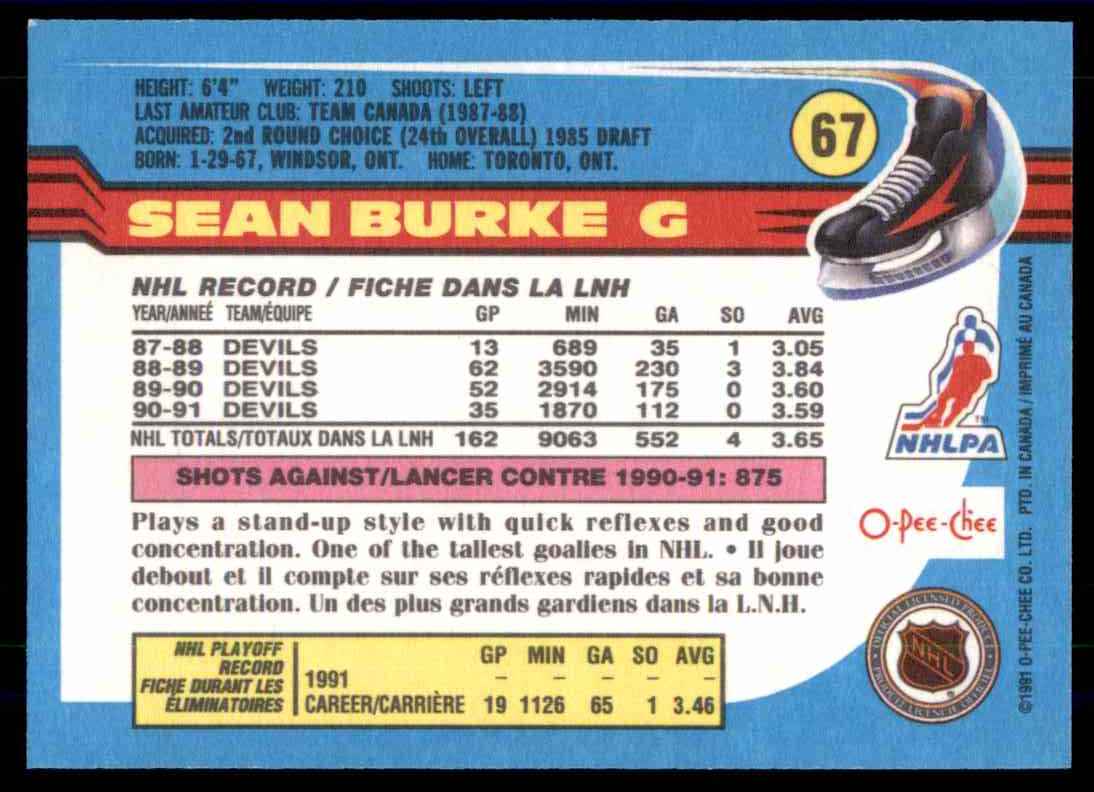 HEIGHT: 6'4" WEIGHT: 210 SHOOTS: LEFT
LAST AMATEUR CLUB: TEAM CANADA (1987-88)
ACQUIRED: 2nd ROUND CHOICE (24th OVERALL) 1985 DRAFT
BORN: 1-29-67, WINDSOR, ONT. HOME: TORONTO, ONT.
67
SEAN BURKE G
NHL RECORD / FICHE DANS LA LNH
YEAR/ANNEÉ TEAM/ÉQUIPE GP MIN GA SO AVG
87-88 DEVILS 13 689 35 1 3.05
88-89 DEVILS 62 3590 230 3 3.84
89-90 DEVILS 52 2914 175 0 3.60
90-91 DEVILS 35 1870 112 0 3.59
NHL TOTALS/TOTAUX DANS LA LNH 162 9063 552 4 3.65
SHOTS AGAINST/LANCER CONTRE 1990-91: 875
Plays a stand-up style with quick reflexes and good
concentration. One of the tallest goalies in NHL. • Il joue
debout et il compte sur ses réflexes rapides et sa bonne
concentration. Un des plus grands gardiens dans la L.N.H.
NHL PLAYOFF
RECORD
FICHE DURANT LES
ÉLIMINATOIRES
GP MIN GA SO AVG
1991 – – – – –
CAREER/CARRIÈRE 19 1126 65 1 3.46
TM
NHLPA
O-Pee-Chee
OFFICIAL LICENSED PRODUCT
NHL
©1991 O-PEE-CHEE CO. LTD. PTD. IN CANADA / IMPRIMÉ AU CANADA